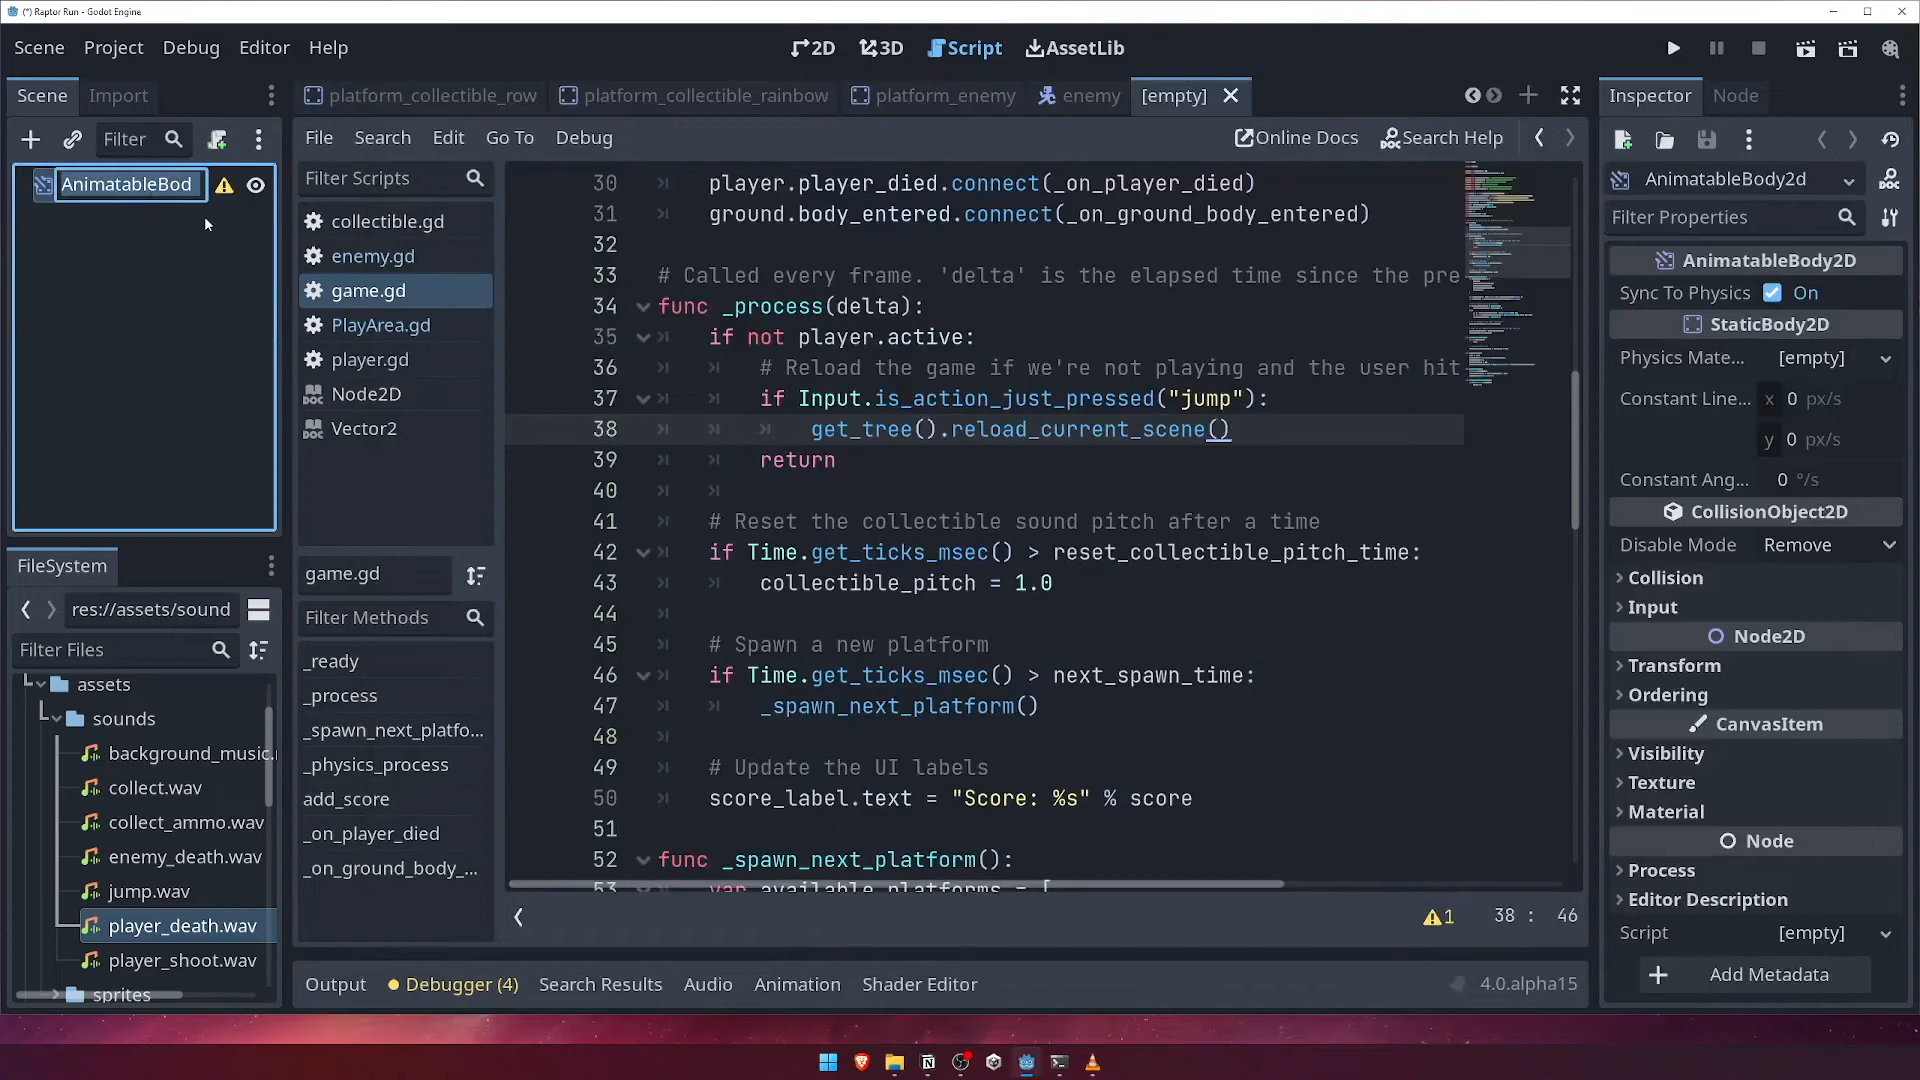 (*) Raptor Run - Godot Engine
Scene Project Debug Editor Help
2D 3D Script AssetLib
Scene Import
platform_collectible_row platform_collectible_rainbow platform_enemy enemy [empty]
Inspector Node
Filter
File Search Edit Go To Debug
Online Docs Search Help
AnimatableBod
Filter Scripts
collectible.gd
enemy.gd
game.gd
PlayArea.gd
player.gd
Node2D
Vector2
game.gd
Filter Methods
_ready
_process
_spawn_next_platfo...
_physics_process
add_score
_on_player_died
_on_ground_body_...
30 player.player_died.connect(_on_player_died)
31 ground.body_entered.connect(_on_ground_body_entered)
32
33 # Called every frame. 'delta' is the elapsed time since the pre
34 func _process(delta):
35 if not player.active:
36 # Reload the game if we're not playing and the user hit
37 if Input.is_action_just_pressed("jump"):
38 get_tree().reload_current_scene()
39 return
40
41 # Reset the collectible sound pitch after a time
42 if Time.get_ticks_msec() > reset_collectible_pitch_time:
43 collectible_pitch = 1.0
44
45 # Spawn a new platform
46 if Time.get_ticks_msec() > next_spawn_time:
47 _spawn_next_platform()
48
49 # Update the UI labels
50 score_label.text = "Score: %s" % score
51
52 func _spawn_next_platform():
53 var available_platforms = [
1 38 : 46
Output Debugger (4) Search Results Audio Animation Shader Editor 4.0.alpha15
FileSystem
res://assets/sound
Filter Files
assets
sounds
background_music.
collect.wav
collect_ammo.wav
enemy_death.wav
jump.wav
player_death.wav
player_shoot.wav
sprites
AnimatableBody2d
Filter Properties
AnimatableBody2D
Sync To Physics On
StaticBody2D
Physics Mate... [empty]
Constant Line... x 0 px/s
y 0 px/s
Constant Ang... 0 °/s
CollisionObject2D
Disable Mode Remove
Collision
Input
Node2D
Transform
Ordering
CanvasItem
Visibility
Texture
Material
Node
Process
Editor Description
Script [empty]
Add Metadata